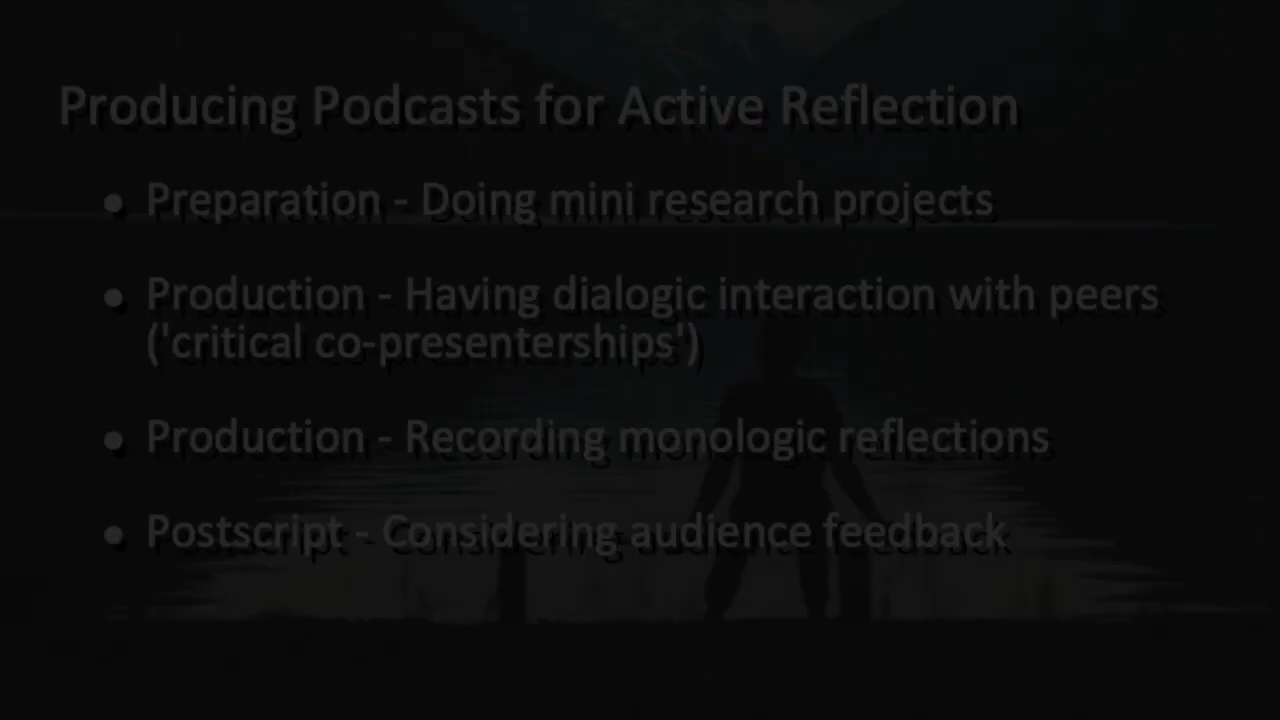 Producing Podcasts for Active Reflection
• Preparation - Doing mini research projects
• Production - Having dialogic interaction with peers
('critical co-presenterships')
• Production - Recording monologic reflections
• Postscript - Considering audience feedback